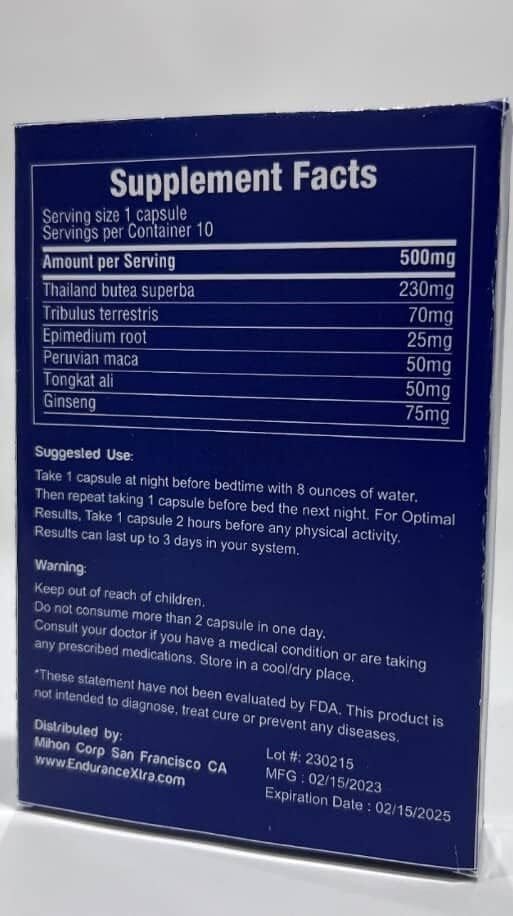 Supplement Facts
Serving size 1 capsule
Servings per Container 10
Amount per Serving 500mg
Thailand butea superba 230mg
Tribulus terrestris 70mg
Epimedium root 25mg
Peruvian maca 50mg
Tongkat ali 50mg
Ginseng 75mg
Suggested Use:
Take 1 capsule at night before bedtime with 8 ounces of water.
Then repeat taking 1 capsule before bed the next night. For Optimal
Results, Take 1 capsule 2 hours before any physical activity.
Results can last up to 3 days in your system.
Warning:
Keep out of reach of children.
Do not consume more than 2 capsule in one day.
Consult your doctor if you have a medical condition or are taking
any prescribed medications. Store in a cool/dry place.
*These statement have not been evaluated by FDA. This product is
not intended to diagnose, treat cure or prevent any diseases.
Distributed by:
Mihon Corp San Francisco CA
www.EnduranceXtra.com
Lot #: 230215
MFG : 02/15/2023
Expiration Date : 02/15/2025